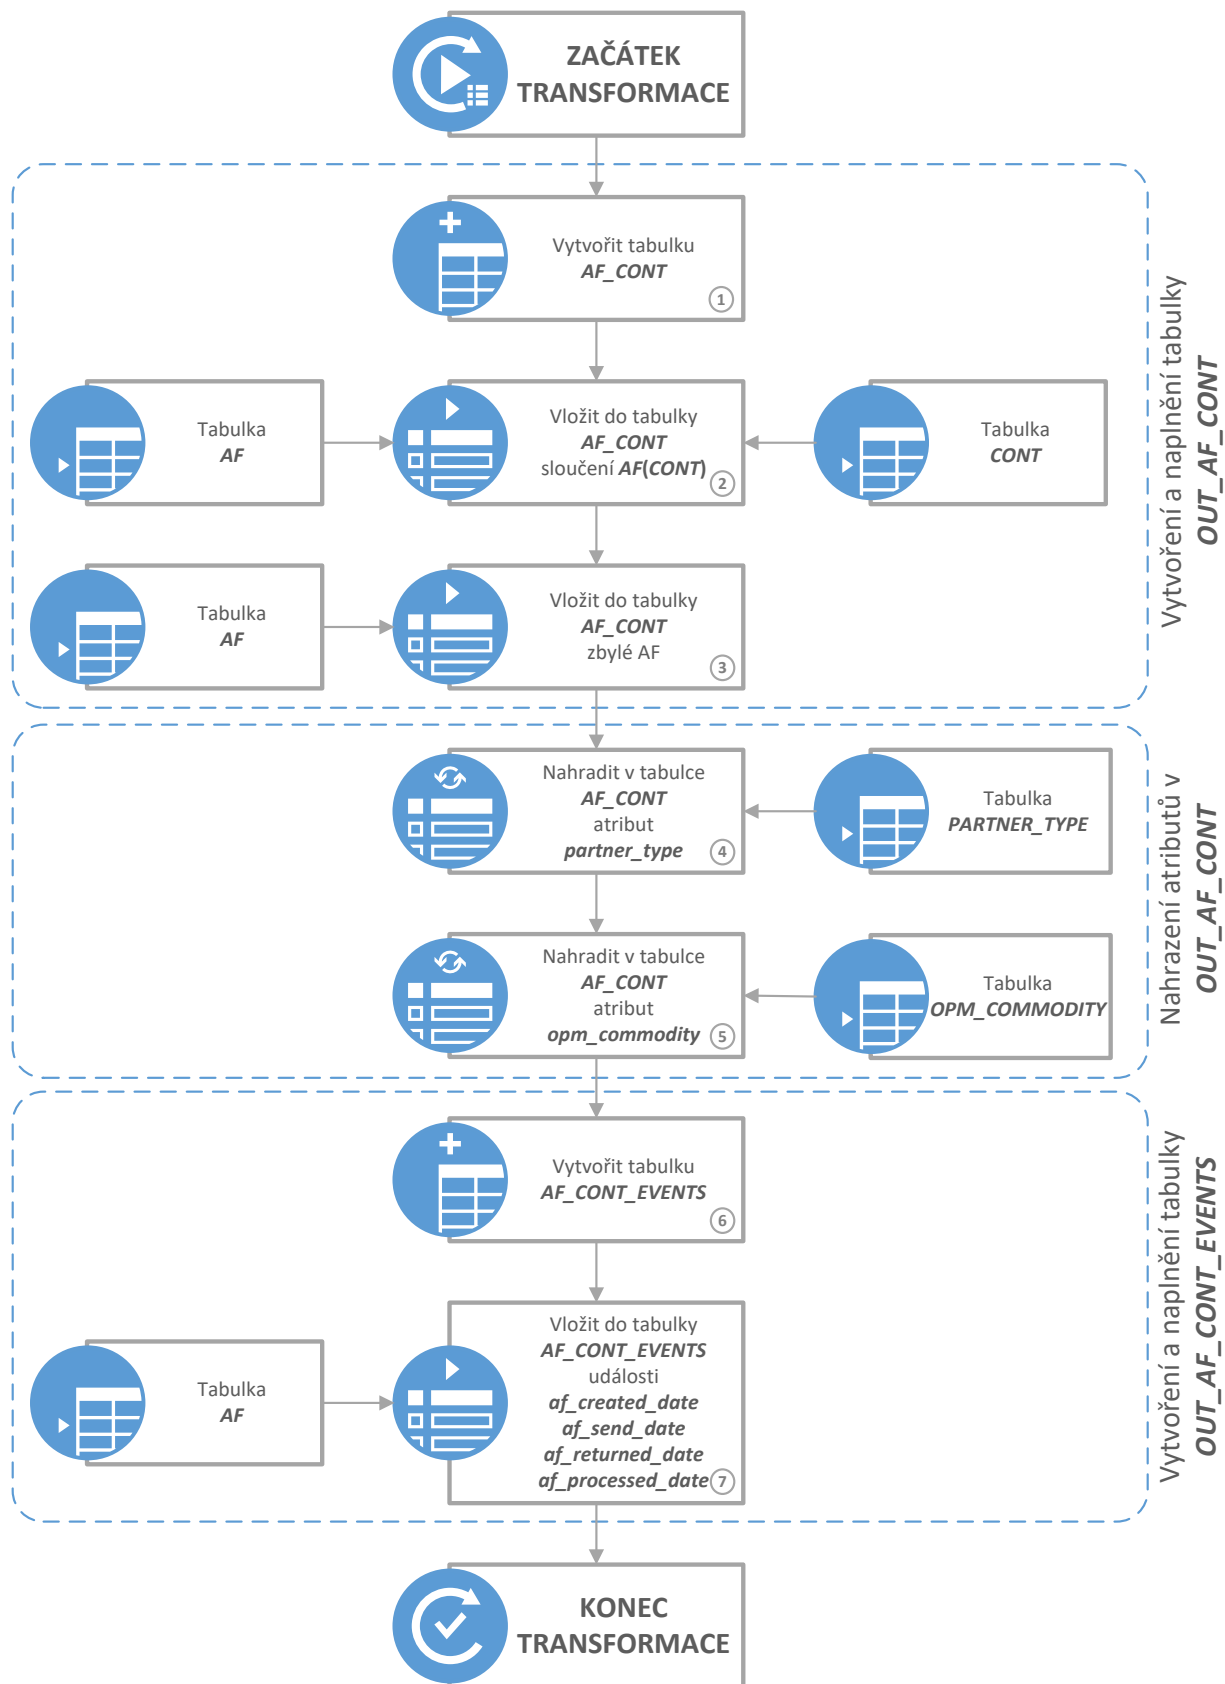 ZAČÁTEK
TRANSFORMACE
Vytvořit tabulku
AF_CONT
1
Tabulka
AF
Vložit do tabulky
AF_CONT
sloučení AF(CONT)
2
Tabulka
CONT
Tabulka
AF
Vložit do tabulky
AF_CONT
zbylé AF
3
Vytvoření a naplnění tabulky
OUT_AF_CONT
Nahradit v tabulce
AF_CONT
atribut
partner_type
4
Tabulka
PARTNER_TYPE
Nahradit v tabulce
AF_CONT
atribut
opm_commodity
5
Tabulka
OPM_COMMODITY
Nahrazení atributů v
OUT_AF_CONT
Vytvořit tabulku
AF_CONT_EVENTS
6
Tabulka
AF
Vložit do tabulky
AF_CONT_EVENTS
události
af_created_date
af_send_date
af_returned_date
af_processed_date
7
Vytvoření a naplnění tabulky
OUT_AF_CONT_EVENTS
KONEC
TRANSFORMACE